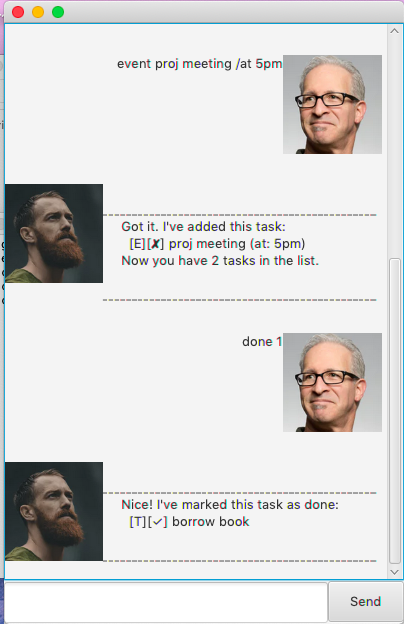 event proj meeting /at 5pm
Got it. I've added this task:
[E][✘] proj meeting (at: 5pm)
Now you have 2 tasks in the list.
done 1
Nice! I've marked this task as done:
[T][✓] borrow book
Send